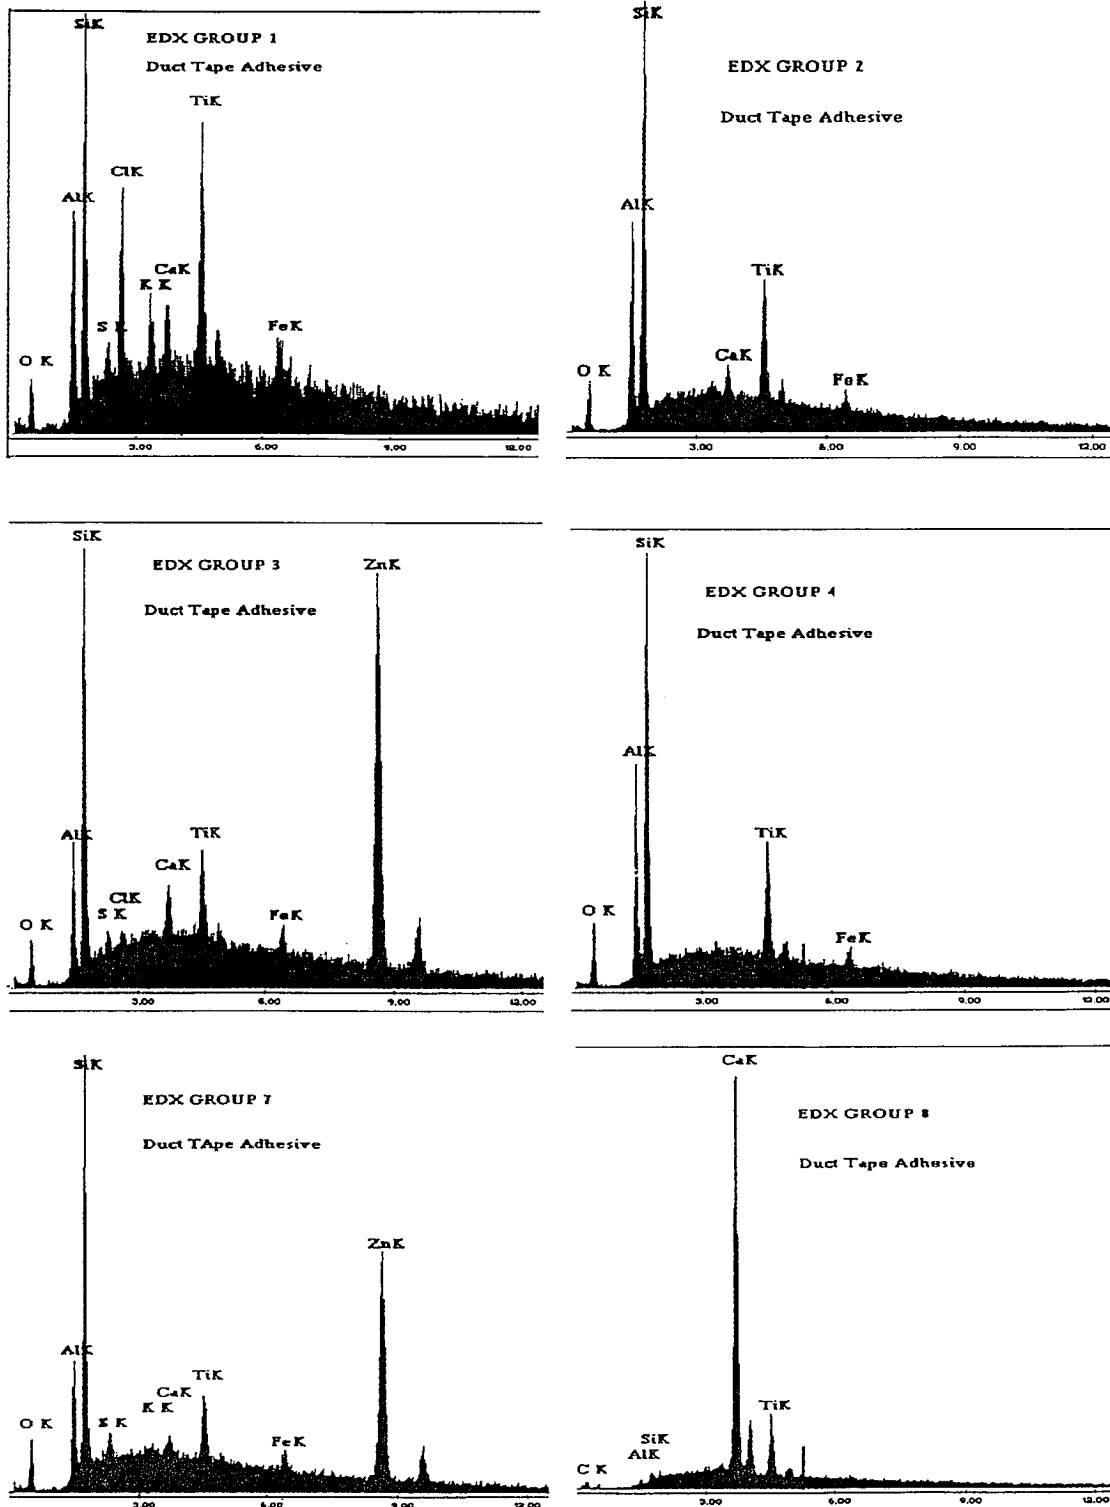 SiK
EDX GROUP 1
Duct Tape Adhesive
TiK
ClK
AlK
CaK
K K
S K
FeK
O K
3.00 6.00 9.00 12.00
SiK
EDX GROUP 2
Duct Tape Adhesive
AlK
TiK
CaK
O K
FeK
3.00 6.00 9.00 12.00
SiK
EDX GROUP 3
ZnK
Duct Tape Adhesive
AlK
TiK
CaK
ClK
S K
FeK
O K
3.00 6.00 9.00 12.00
SiK
EDX GROUP 4
Duct Tape Adhesive
AlK
TiK
O K
FeK
3.00 6.00 9.00 12.00
SiK
EDX GROUP 7
Duct TApe Adhesive
ZnK
AlK
TiK
CaK
K K
S K
O K
FeK
3.00 6.00 9.00 12.00
CaK
EDX GROUP 8
Duct Tape Adhesive
TiK
SiK
AlK
C K
3.00 6.00 9.00 12.00